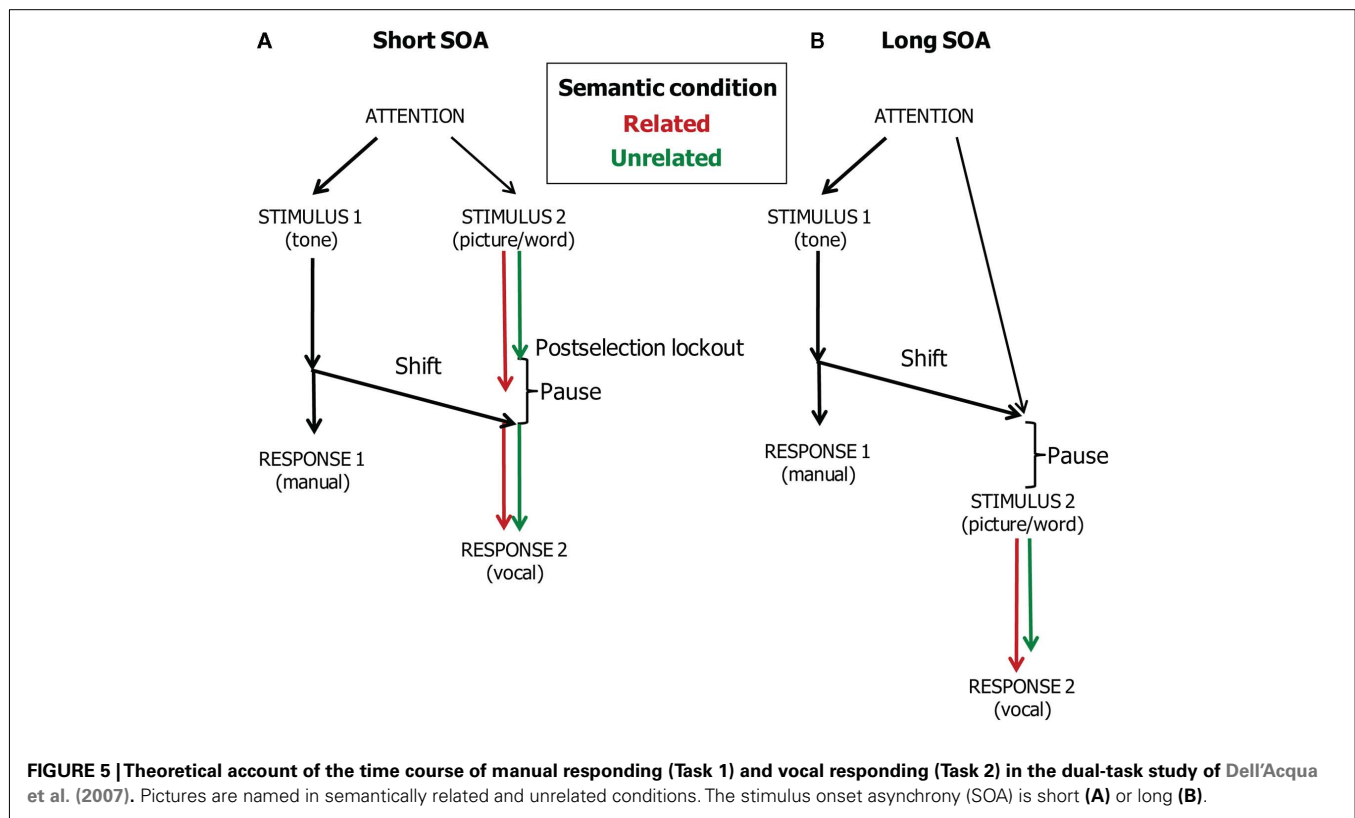 A
Short SOA
ATTENTION
STIMULUS 1
(tone)
STIMULUS 2
(picture/word)
Postselection lockout
Shift
Pause
RESPONSE 1
(manual)
RESPONSE 2
(vocal)
Semantic condition
Related
Unrelated
B
Long SOA
ATTENTION
STIMULUS 1
(tone)
Shift
RESPONSE 1
(manual)
Pause
STIMULUS 2
(picture/word)
RESPONSE 2
(vocal)
FIGURE 5 | Theoretical account of the time course of manual responding (Task 1) and vocal responding (Task 2) in the dual-task study of Dell'Acqua
et al. (2007). Pictures are named in semantically related and unrelated conditions. The stimulus onset asynchrony (SOA) is short (A) or long (B).